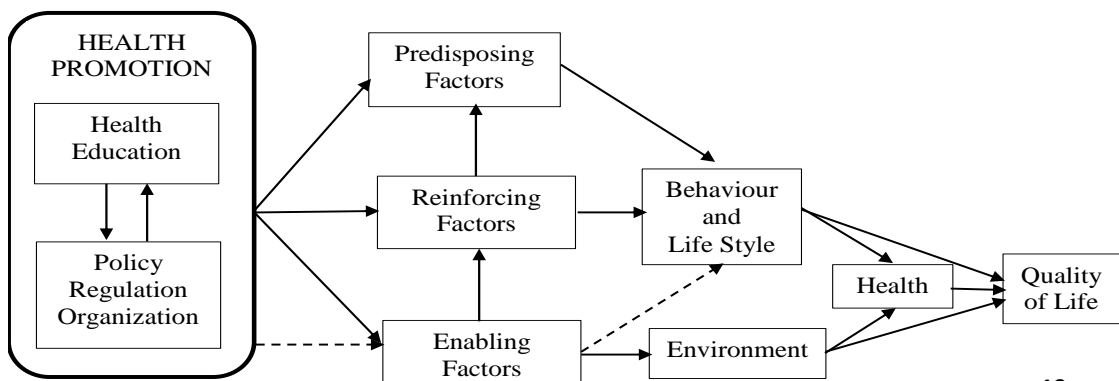 HEALTH
PROMOTION
Health
Education
Policy
Regulation
Organization
Predisposing
Factors
Reinforcing
Factors
Enabling
Factors
Behaviour
and
Life Style
Environment
Health
Quality
of Life